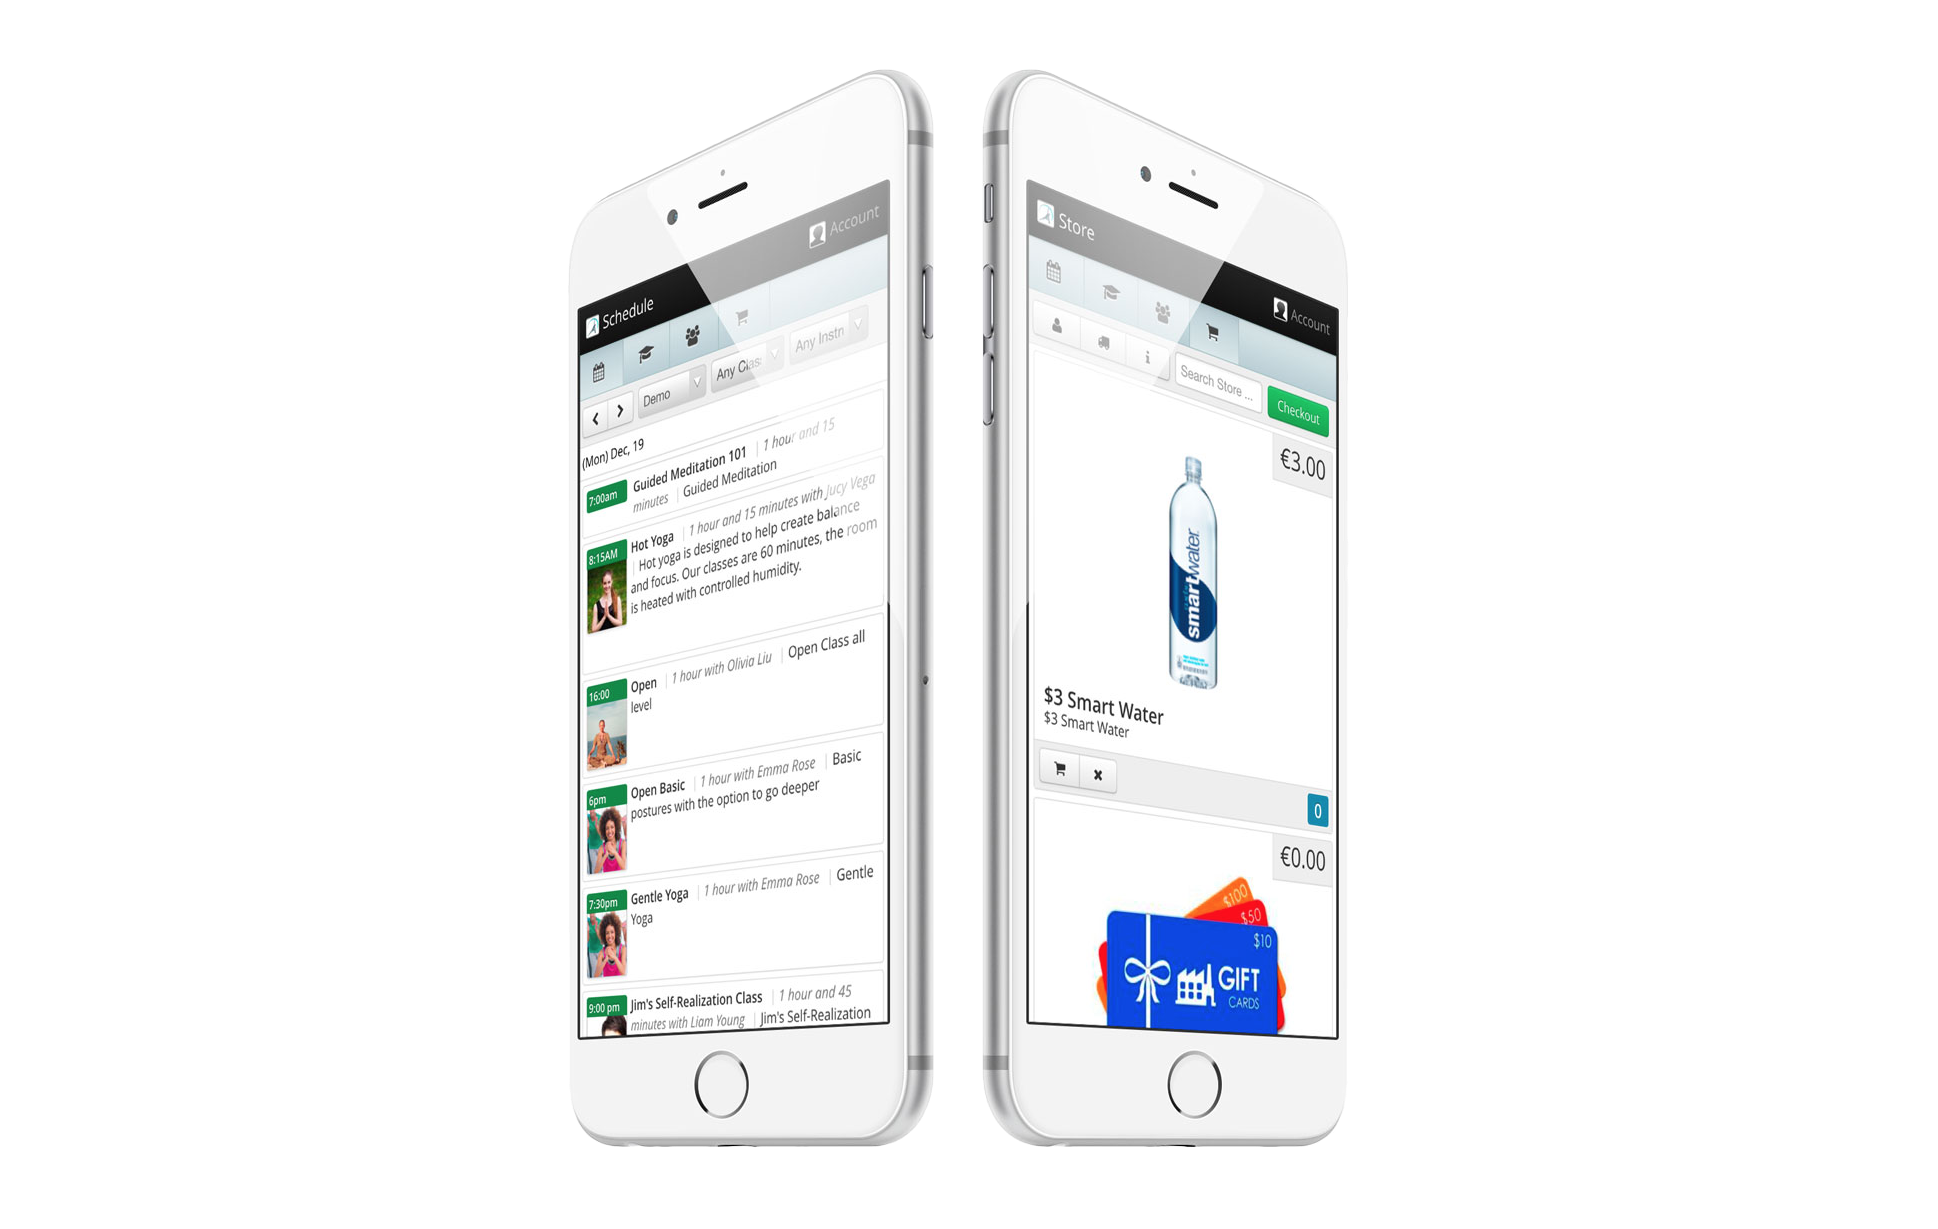 Account
Schedule
Demo
Any Clas
Any Instn
(Mon) Dec, 19
7:00am
Guided Meditation 101 | 1 hour and 15
minutes | Guided Meditation
8:15AM
Hot Yoga | 1 hour and 15 minutes with Jucy Vega
| Hot yoga is designed to help create balance
and focus. Our classes are 60 minutes, the room
is heated with controlled humidity.
16:00
Open | 1 hour with Olivia Liu | Open Class all
level
6pm
Open Basic | 1 hour with Emma Rose | Basic
postures with the option to go deeper
7:30pm
Gentle Yoga | 1 hour with Emma Rose | Gentle
Yoga
9:00 pm
Jim's Self-Realization Class | 1 hour and 45
minutes with Liam Young | Jim's Self-Realization
Store
Account
Search Store ...
Checkout
€3.00
smartwater
$3 Smart Water
$3 Smart Water
0
€0.00
$100
$50
$10
GIFT
CARDS